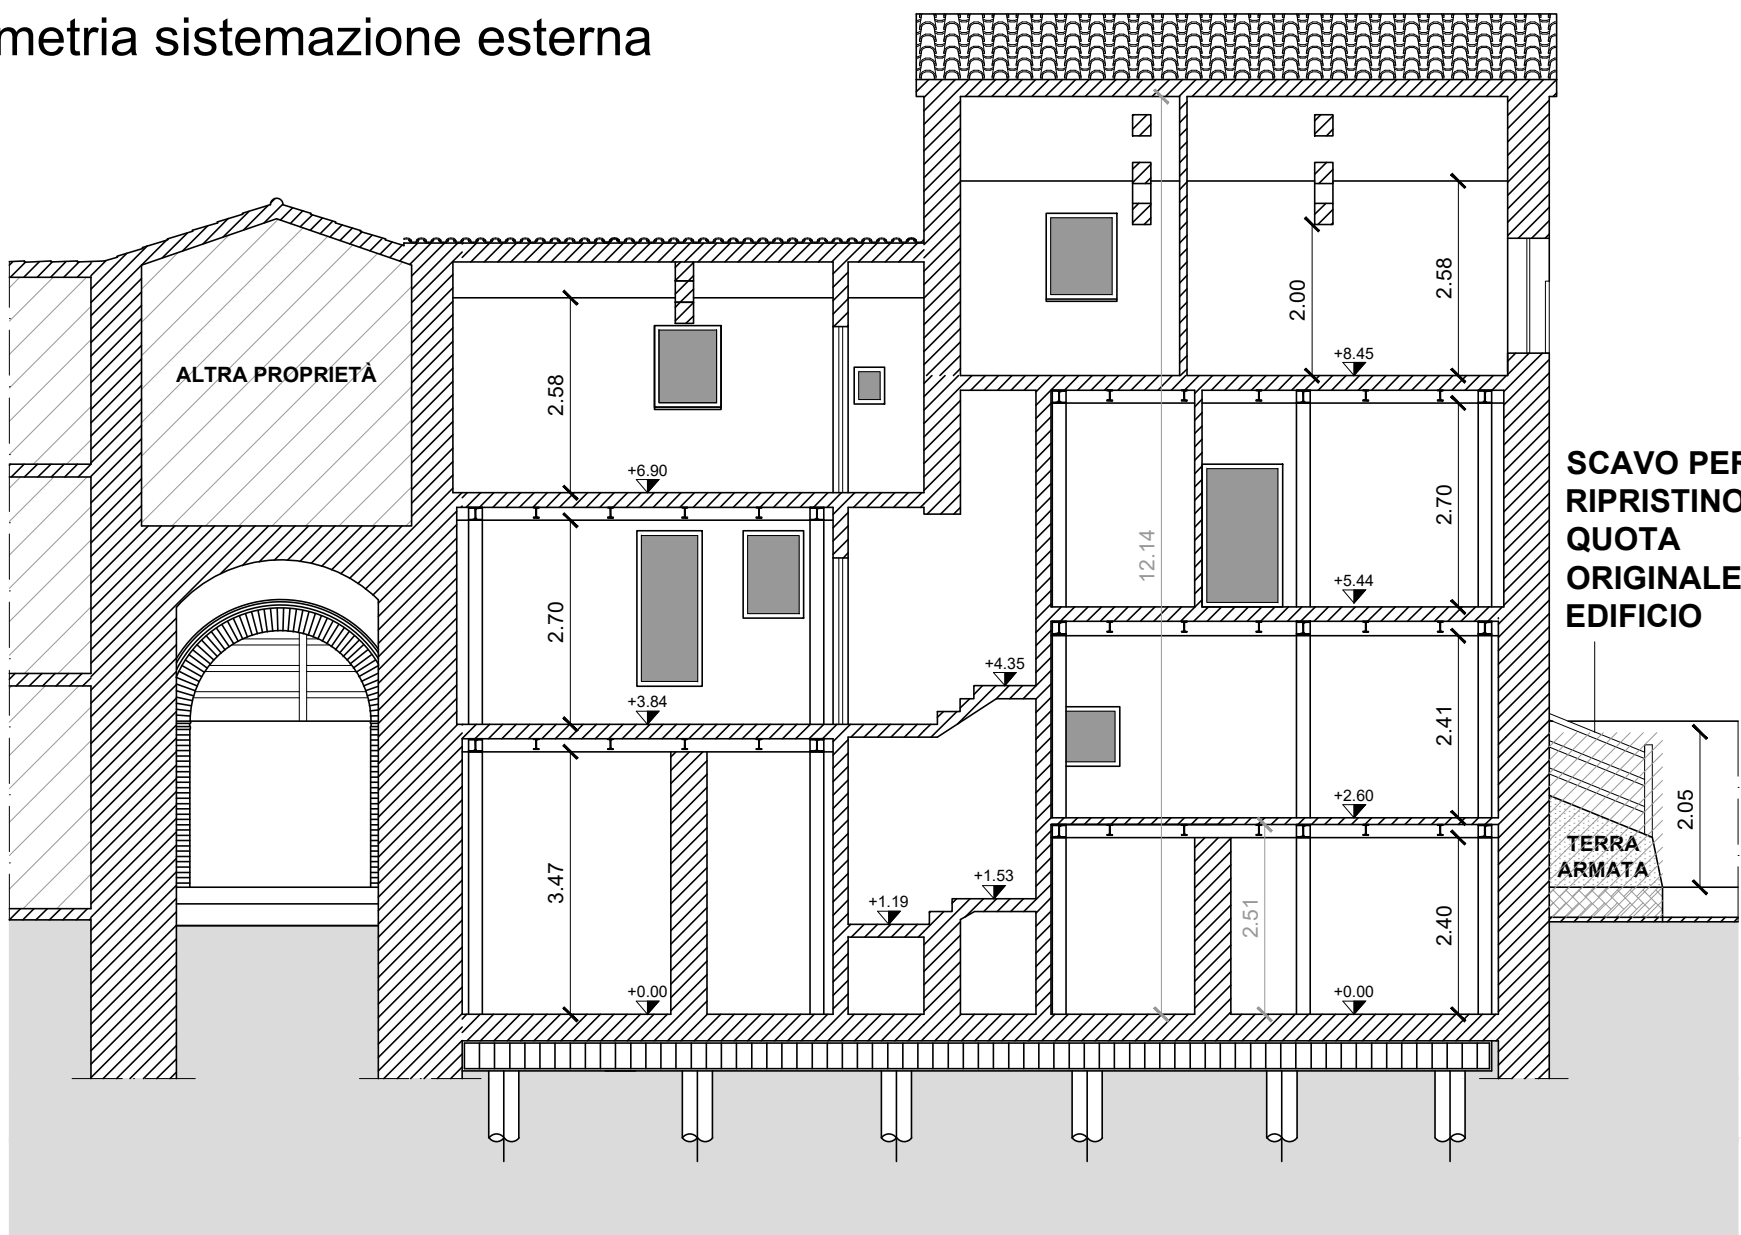 metria sistemazione esterna
ALTRA PROPRIETÀ
2.58
+6.90
2.70
+3.84
3.47
+0.00
+4.35
+1.19
+1.53
12.14
2.00
2.58
+8.45
2.70
+5.44
2.41
+2.60
2.51
2.40
+0.00
SCAVO PER
RIPRISTINO
QUOTA
ORIGINALE
EDIFICIO
2.05
TERRA
ARMATA